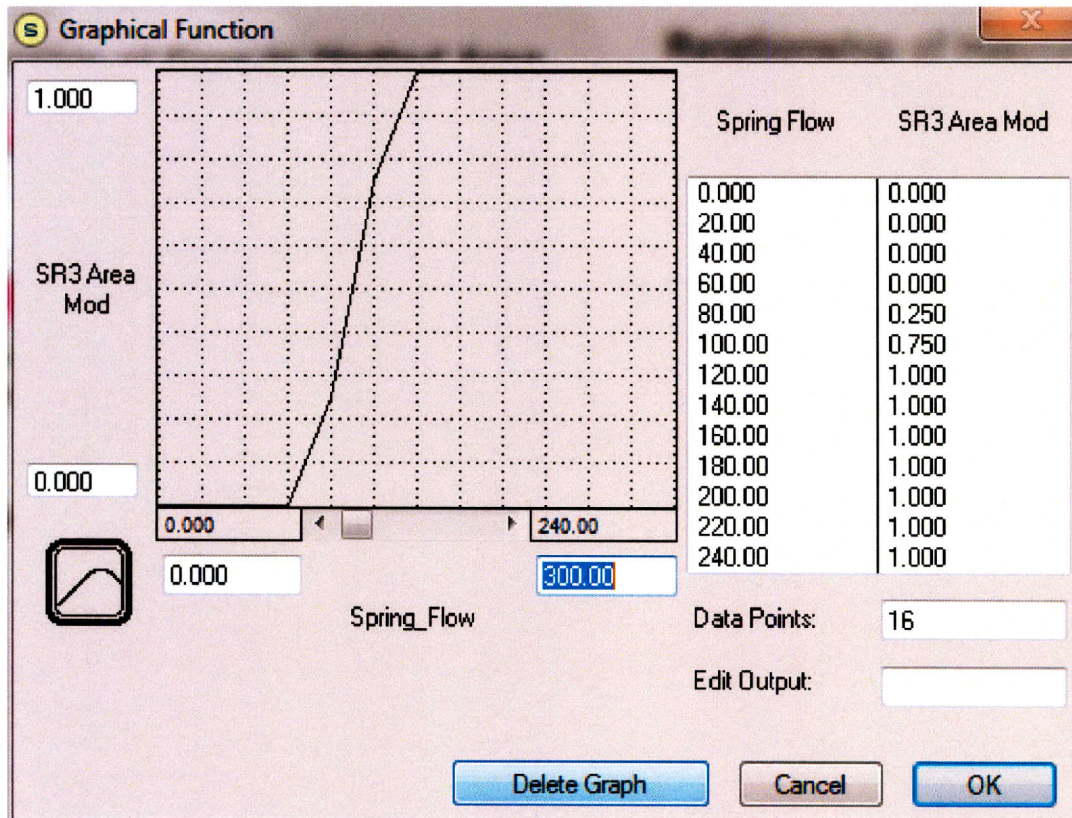 S Graphical Function
Relationship of
1.000
SR3 Area
Mod
0.000
0.000
240.00
0.000
300.00
Spring_Flow
Spring Flow SR3 Area Mod
0.000 0.000
20.00 0.000
40.00 0.000
60.00 0.000
80.00 0.250
100.00 0.750
120.00 1.000
140.00 1.000
160.00 1.000
180.00 1.000
200.00 1.000
220.00 1.000
240.00 1.000
Data Points: 16
Edit Output:
Delete Graph Cancel OK